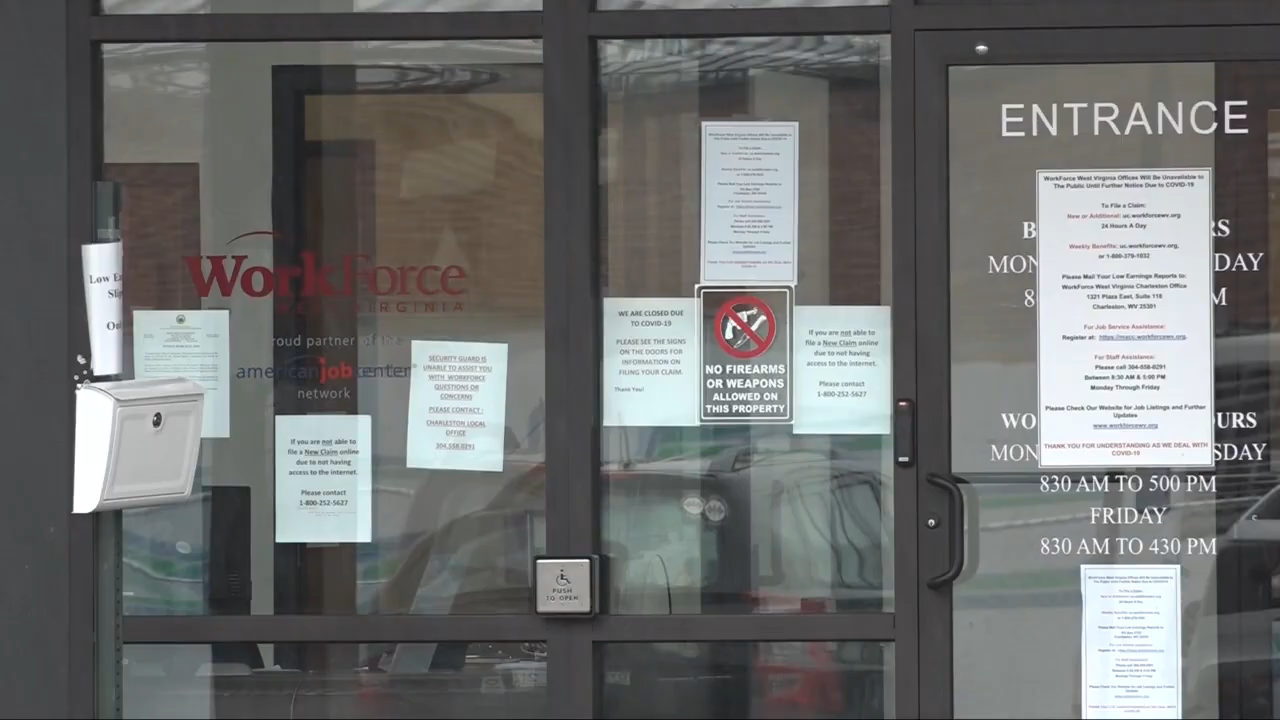 ENTRANCE
WorkForce West Virginia Offices Will Be Unavailable to
The Public Until Further Notice Due to COVID-19
To File a Claim:
New or Additional: uc.workforcewv.org
24 Hours A Day
Weekly Benefits: uc.workforcewv.org,
or 1-800-379-1032
Please Mail Your Low Earnings Reports to:
WorkForce West Virginia Charleston Office
1321 Plaza East, Suite 118
Charleston, WV 25301
For Job Service Assistance:
Register at: https://macc.workforcewv.org
For Staff Assistance:
Please call 304-558-0291
Between 8:30 AM & 5:00 PM
Monday Through Friday
Please Check Our Website for Job Listings and Further
Updates
www.workforcewv.org
THANK YOU FOR UNDERSTANDING AS WE DEAL WITH
COVID-19
830 AM TO 500 PM
FRIDAY
830 AM TO 430 PM
WorkForce
VIRGINIA
proud partner of the
americanjobcenter
network
SECURITY GUARD IS
UNABLE TO ASSIST YOU
WITH WORKFORCE
QUESTIONS OR
CONCERNS
PLEASE CONTACT :
CHARLESTON LOCAL
OFFICE
304.558.0291
If you are not able to
file a New Claim online
due to not having
access to the internet.
Please contact
1-800-252-5627
WE ARE CLOSED DUE
TO COVID-19
PLEASE SEE THE SIGNS
ON THE DOORS FOR
INFORMATION ON
FILING YOUR CLAIM.
Thank You!
NO FIREARMS
OR WEAPONS
ALLOWED ON
THIS PROPERTY
If you are not able to
file a New Claim online
due to not having
access to the internet.
Please contact
1-800-252-5627
PUSH
TO OPEN
Low